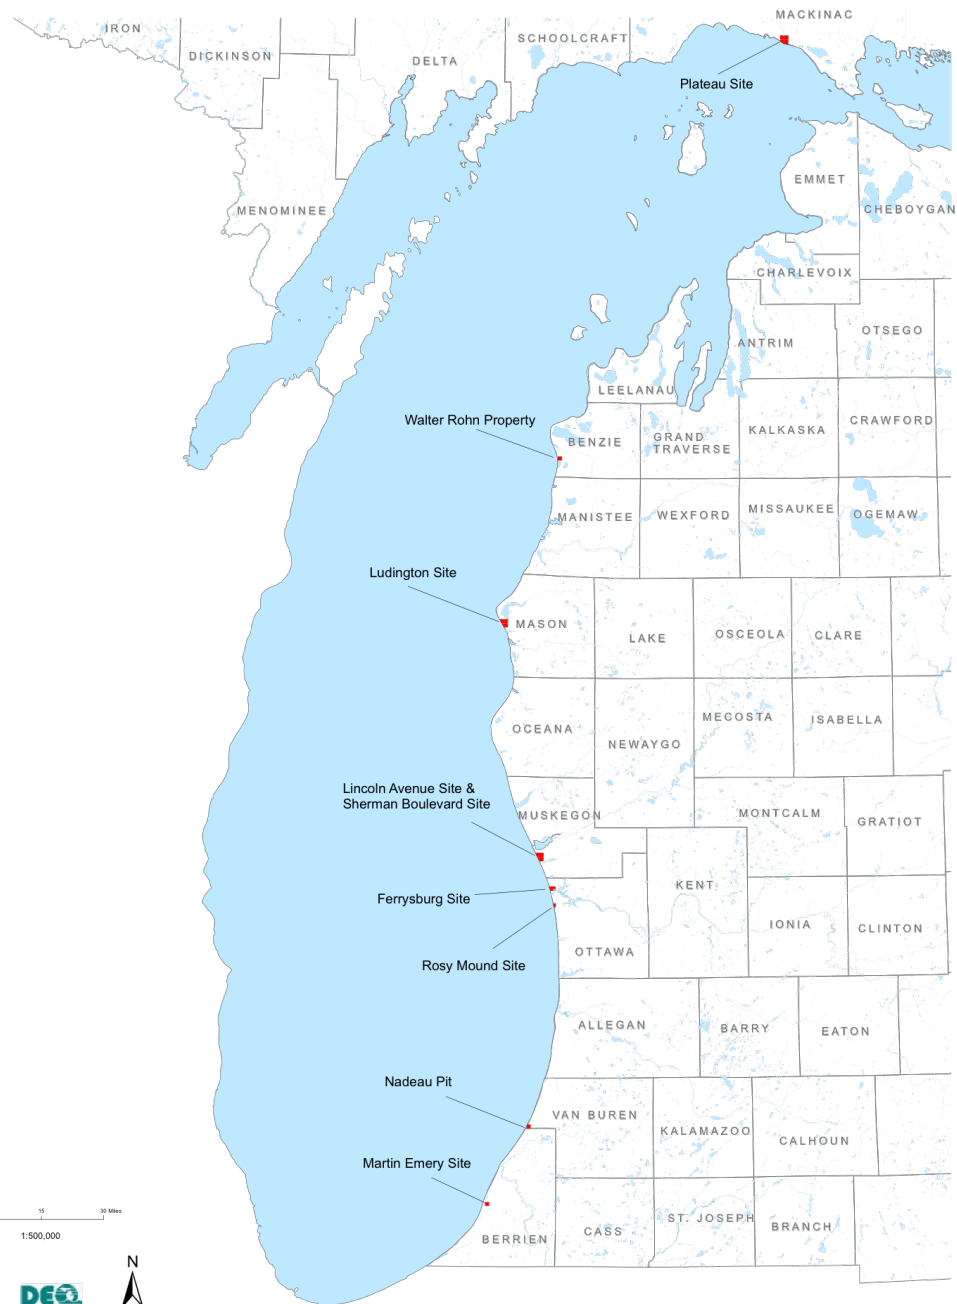 MACKINAC
IRON
SCHOOLCRAFT
DICKINSON
DELTA
Plateau Site
EMMET
MENOMINEE
CHEBOYGAN
CHARLEVOIX
OTSEGO
ANTRIM
LEELANAU
Walter Rohn Property
CRAWFORD
KALKASKA
BENZIE
GRAND
TRAVERSE
MISSAUKEE
MANISTEE
WEXFORD
OGEMAW
Ludington Site
MASON
LAKE
OSCEOLA
CLARE
MECOSTA
ISABELLA
OCEANA
NEWAYGO
Lincoln Avenue Site &
Sherman Boulevard Site
MUSKEGON
MONTCALM
GRATIOT
KENT
Ferrysburg Site
IONIA
CLINTON
OTTAWA
Rosy Mound Site
ALLEGAN
BARRY
EATON
Nadeau Pit
VAN BUREN
KALAMAZOO
CALHOUN
Martin Emery Site
15 30 Miles
ST. JOSEPH
BRANCH
CASS
BERRIEN
1:500,000
N
DEQ